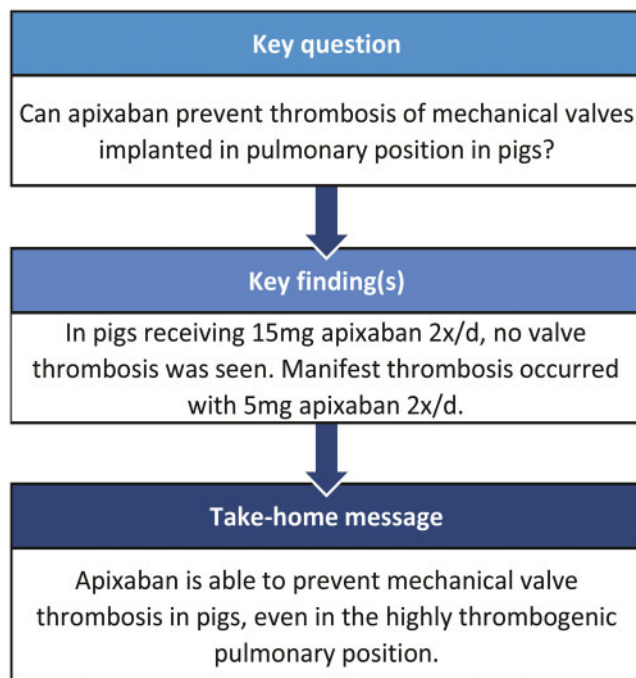 Key question
Can apixaban prevent thrombosis of mechanical valves
implanted in pulmonary position in pigs?
Key finding(s)
In pigs receiving 15mg apixaban 2x/d, no valve
thrombosis was seen. Manifest thrombosis occurred
with 5mg apixaban 2x/d.
Take-home message
Apixaban is able to prevent mechanical valve
thrombosis in pigs, even in the highly thrombogenic
pulmonary position.